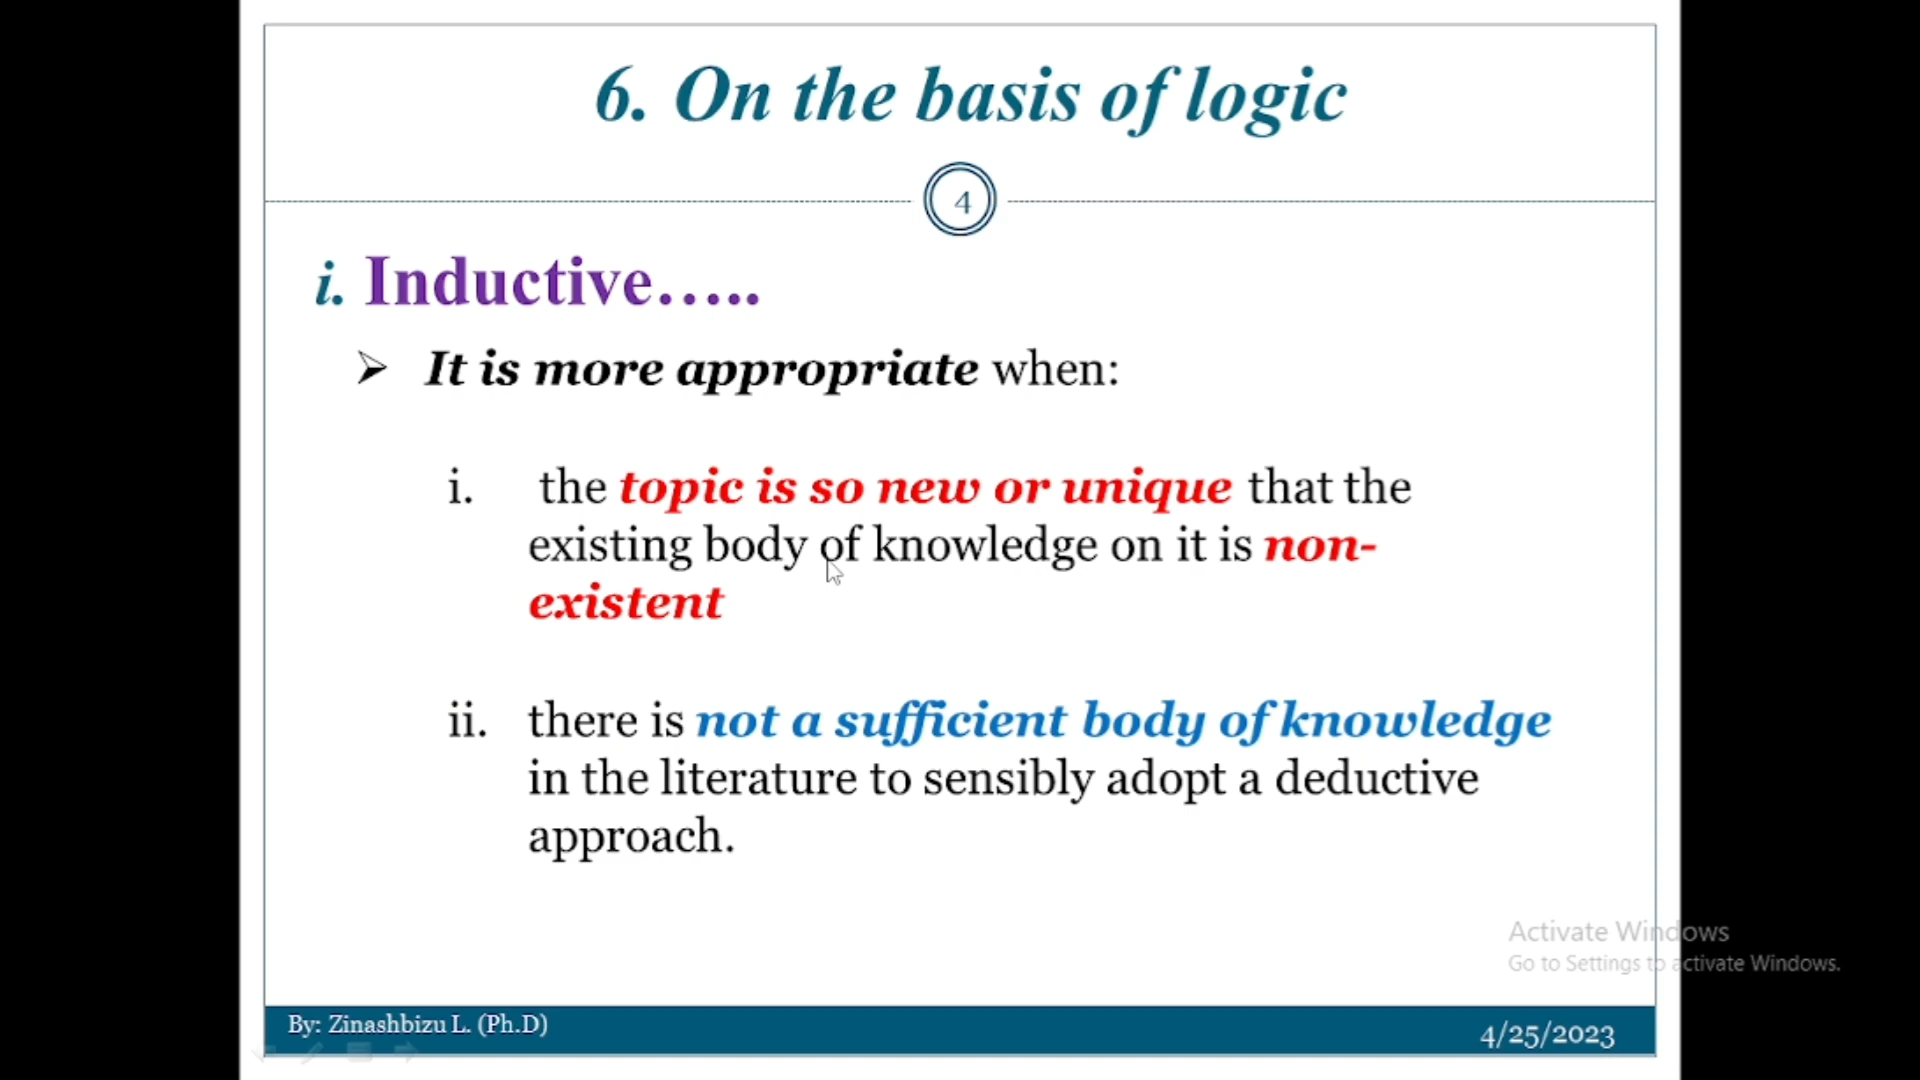 6. On the basis of logic
4
i. Inductive…..
➢ It is more appropriate when:
i. the topic is so new or unique that the
existing body of knowledge on it is non-
existent
ii. there is not a sufficient body of knowledge
in the literature to sensibly adopt a deductive
approach.
Activate Windows
Go to Settings to activate Windows.
By: Zinashbizu L. (Ph.D)
4/25/2023